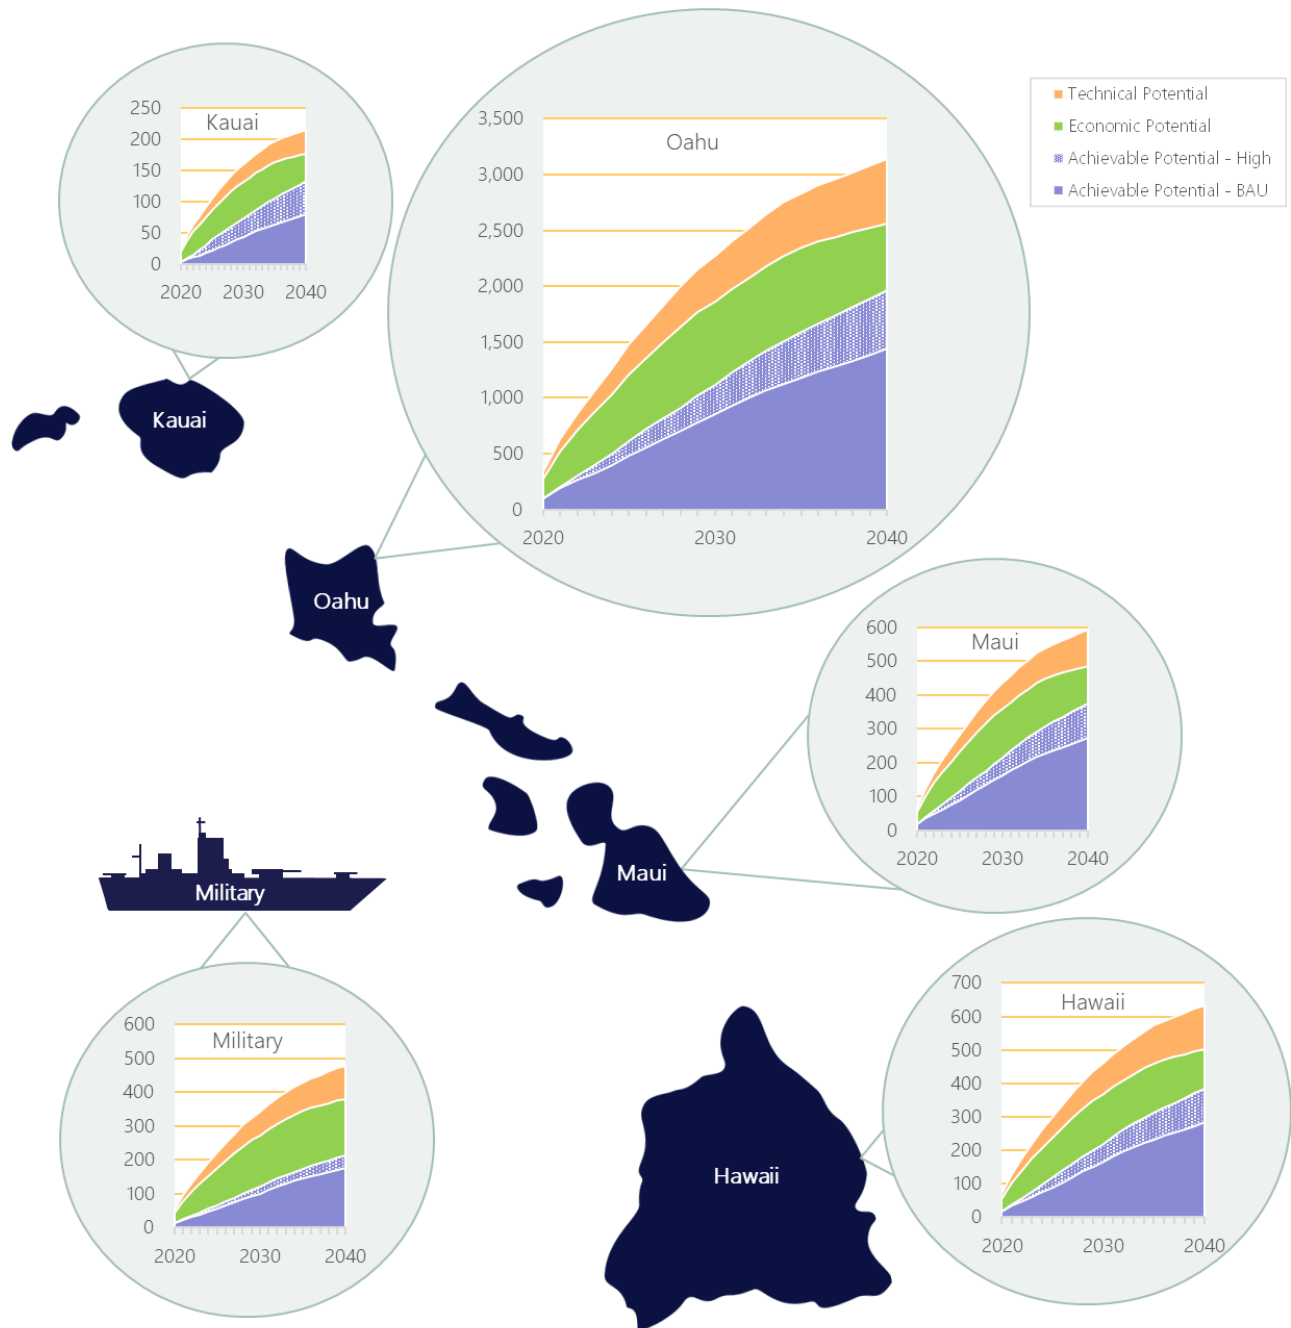 Technical Potential
Economic Potential
Achievable Potential - High
Achievable Potential - BAU
Kauai
250
200
150
100
50
0
2020 2030 2040
Oahu
3,500
3,000
2,500
2,000
1,500
1,000
500
0
2020 2030 2040
Kauai
Oahu
Maui
600
500
400
300
200
100
0
2020 2030 2040
Maui
Military
Military
600
500
400
300
200
100
0
2020 2030 2040
Hawaii
700
600
500
400
300
200
100
0
2020 2030 2040
Hawaii